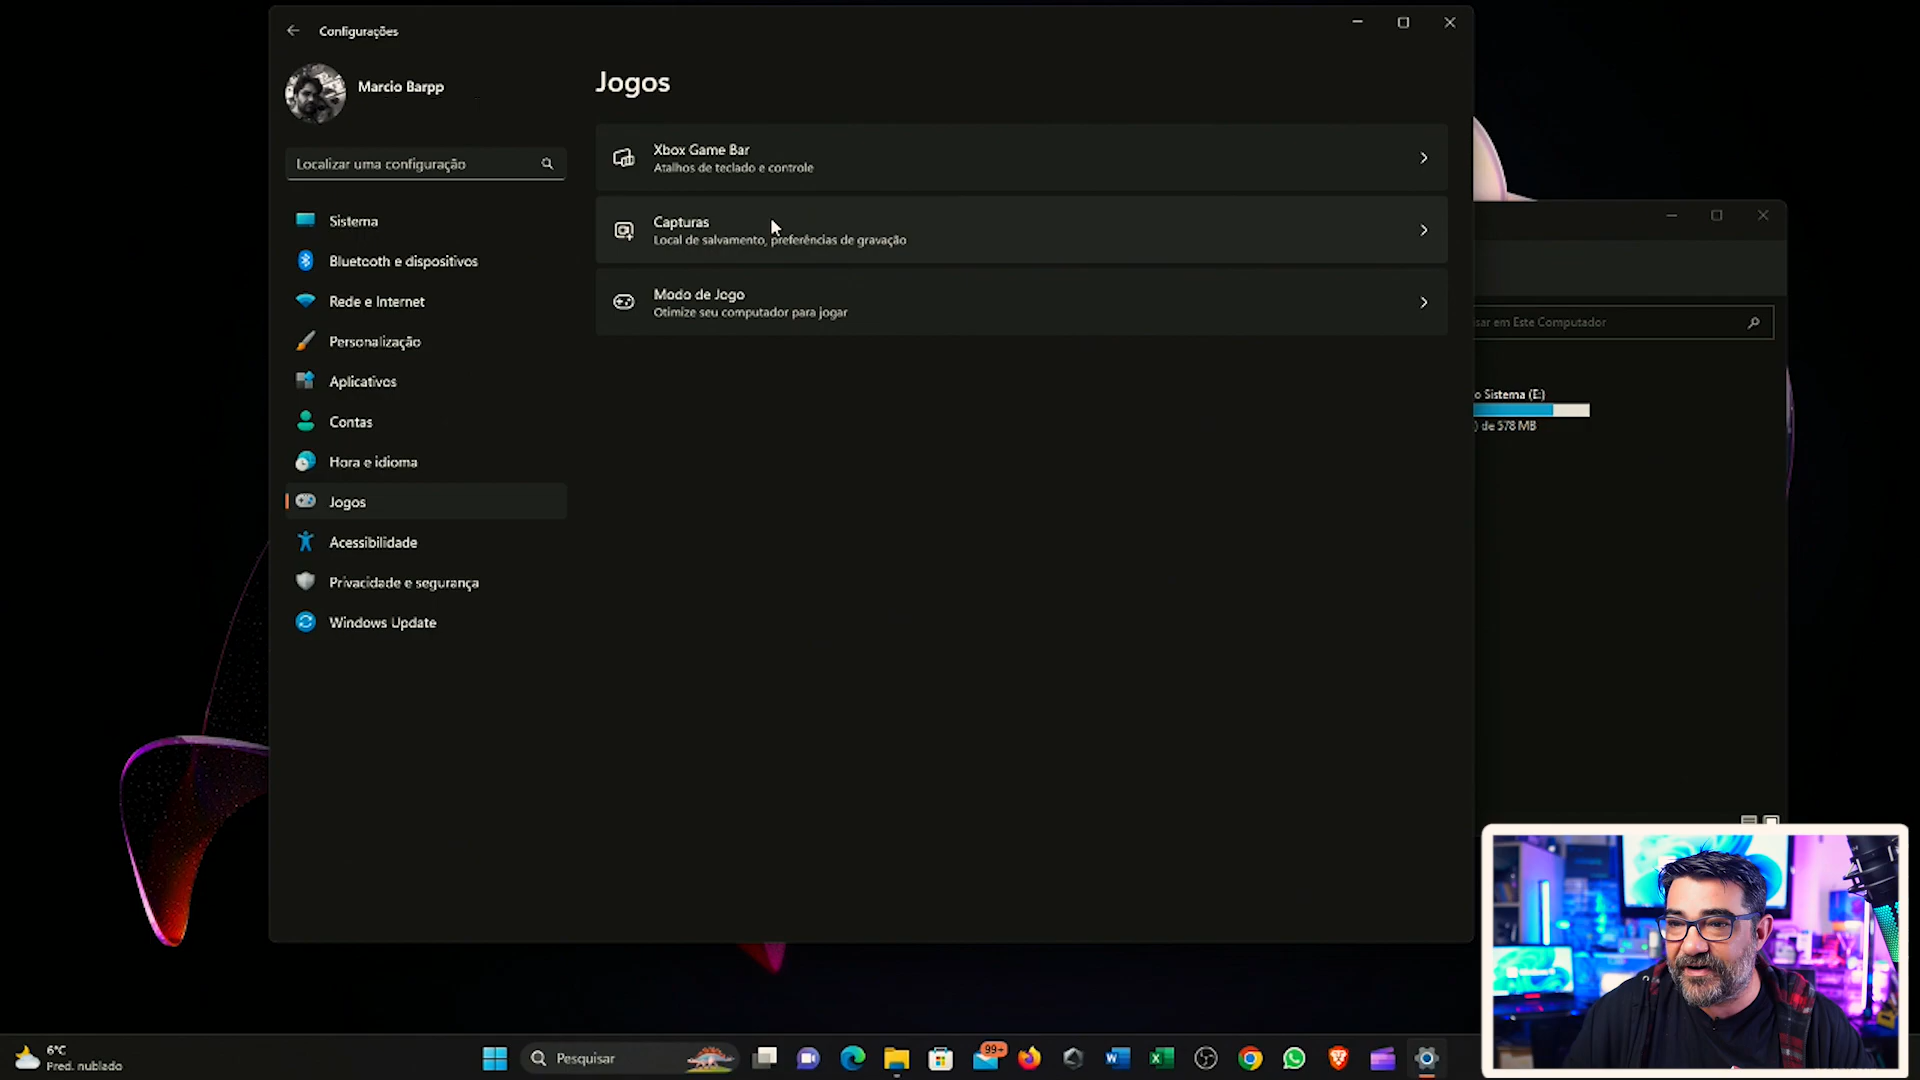 Configurações
Marcio Barpp
Localizar uma configuração
Sistema
Bluetooth e dispositivos
Rede e Internet
Personalização
Aplicativos
Contas
Hora e idioma
Jogos
Acessibilidade
Privacidade e segurança
Windows Update
Jogos
Xbox Game Bar
Atalhos de teclado e controle
Capturas
Local de salvamento, preferências de gravação
Modo de Jogo
Otimize seu computador para jogar
em Este Computador
o Sistema (E:)
) de 578 MB
6°C
Pred. nublado
Pesquisar
99+